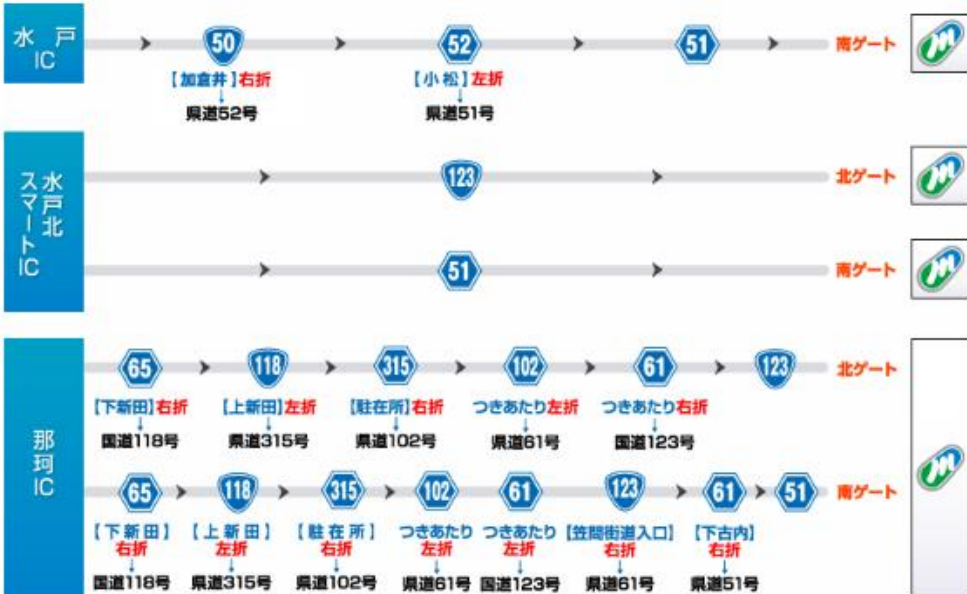 水戸
IC
50
52
51
南ゲート
【加倉井】右折
【小松】左折
↓
↓
県道52号
県道51号
水戸北
スマートIC
123
北ゲート
51
南ゲート
那珂IC
65
118
315
102
61
123
北ゲート
【下新田】右折
【上新田】左折
【駐在所】右折
つきあたり左折
つきあたり右折
↓
↓
↓
↓
↓
国道118号
県道315号
県道102号
県道61号
国道123号
65
118
315
102
61
123
61
51
南ゲート
【下新田】
右折
【上新田】
左折
【駐在所】
右折
つきあたり
左折
つきあたり
左折
【笠間街道入口】
右折
【下古内】
右折
↓
↓
↓
↓
↓
↓
↓
国道118号
県道315号
県道102号
県道61号
国道123号
県道61号
県道51号